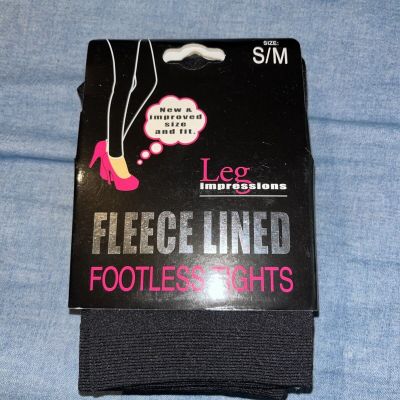 SIZE:
S/M
New &
improved
size
and fit.
Leg
impressions
FLEECE LINED
FOOTLESS TIGHTS